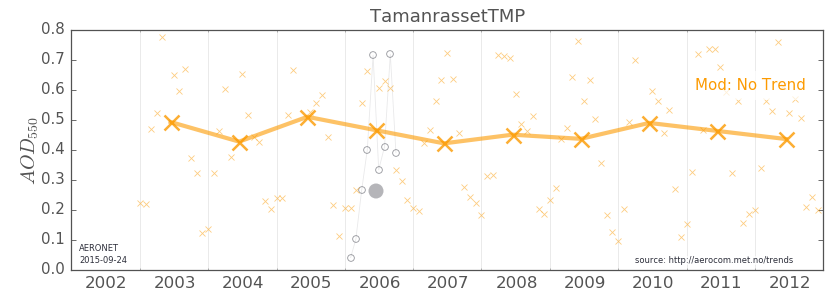 TamanrassetTMP
0.8
0.7
0.6
0.5
0.4
0.3
0.2
0.1
0.0
AOD550
Mod: No Trend
AERONET
2015-09-24
source: http://aerocom.met.no/trends
2002 2003 2004 2005 2006 2007 2008 2009 2010 2011 2012